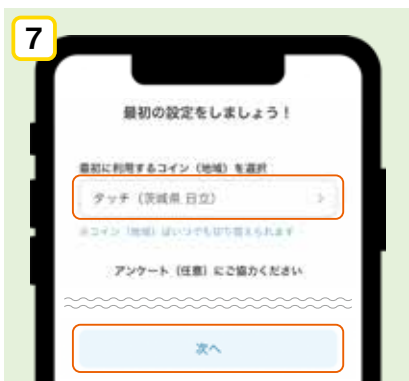 7
最初の設定をしましょう！
最初に利用するコイン（地域）を選択
タッチ（茨城県 日立）
※コイン（地域）はいつでも切り替えられます
アンケート（任意）にご協力ください
次へ